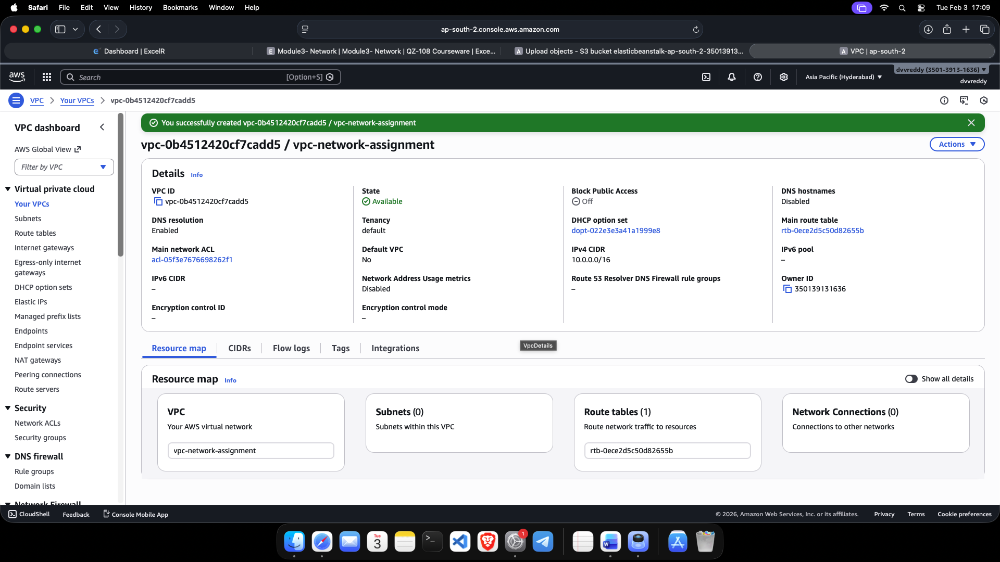 Safari File Edit View History Bookmarks Window Help Tue Feb 3 17:09
ap-south-2.console.aws.amazon.com
Dashboard | ExcelR
E Module3- Network | Module3- Network | QZ-108 Courseware | Exce...
A Upload objects - S3 bucket elasticbeanstalk-ap-south-2-35013913...
A VPC | ap-south-2
aws Search [Option+S] Asia Pacific (Hyderabad) dvvreddy (3501-3913-1636)
dvvreddy
VPC Your VPCs vpc-0b4512420cf7cadd5
VPC dashboard
AWS Global View
Filter by VPC
Virtual private cloud
Your VPCs
Subnets
Route tables
Internet gateways
Egress-only internet
gateways
DHCP option sets
Elastic IPs
Managed prefix lists
Endpoints
Endpoint services
NAT gateways
Peering connections
Route servers
Security
Network ACLs
Security groups
DNS firewall
Rule groups
Domain lists
Network Firewall
You successfully created vpc-0b4512420cf7cadd5 / vpc-network-assignment
vpc-0b4512420cf7cadd5 / vpc-network-assignment
Actions
Details Info
VPC ID
vpc-0b4512420cf7cadd5
State
Available
Block Public Access
Off
DNS hostnames
Disabled
DNS resolution
Enabled
Tenancy
default
DHCP option set
dopt-022e3e3a41a1999e8
Main route table
rtb-0ece2d5c50d82655b
Main network ACL
acl-05f3e7676698262f1
Default VPC
No
IPv4 CIDR
10.0.0.0/16
IPv6 pool
–
IPv6 CIDR
–
Network Address Usage metrics
Disabled
Route 53 Resolver DNS Firewall rule groups
–
Owner ID
350139131636
Encryption control ID
–
Encryption control mode
–
Resource map CIDRs Flow logs Tags Integrations
VpcDetails
Resource map Info
Show all details
VPC
Your AWS virtual network
vpc-network-assignment
Subnets (0)
Subnets within this VPC
Route tables (1)
Route network traffic to resources
rtb-0ece2d5c50d82655b
Network Connections (0)
Connections to other networks
CloudShell Feedback Console Mobile App © 2026, Amazon Web Services, Inc. or its affiliates. Privacy Terms Cookie preferences
Tue
3
1
W